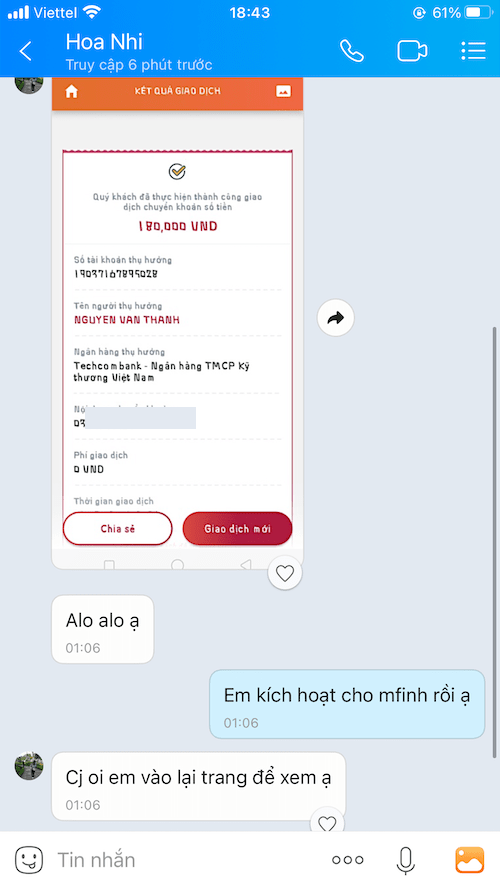 Viettel
18:43
61%
Hoa Nhi
Truy cập 6 phút trước
KẾT QUẢ GIAO DỊCH
Quý khách đã thực hiện thành công giao
dịch chuyển khoản số tiền
180,000 VND
Số tài khoản thụ hưởng
19037167895028
Tên người thụ hưởng
NGUYEN VAN THANH
Ngân hàng thụ hưởng
Techcombank - Ngân hàng TMCP Kỹ
thương Việt Nam
Phí giao dịch
0 VND
Thời gian giao dịch
Chia sẻ
Giao dịch mới
Alo alo ạ
01:06
Em kích hoạt cho mfinh rồi ạ
01:06
Cj oi em vào lại trang để xem ạ
01:06
Tin nhắn